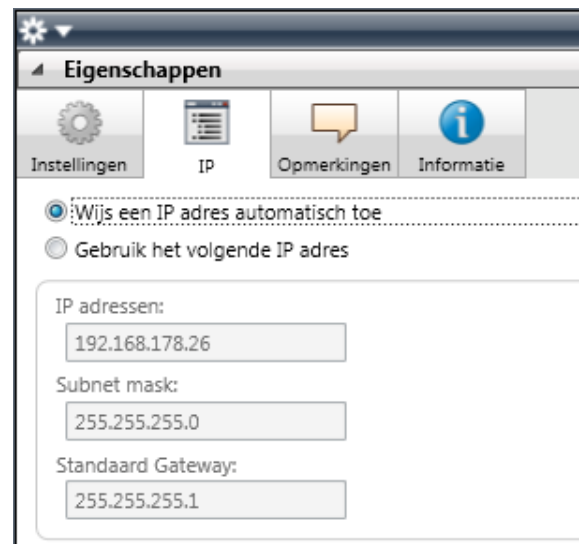 Eigenschappen
Instellingen
IP
Opmerkingen
Informatie
Wijs een IP adres automatisch toe
Gebruik het volgende IP adres
IP adressen:
192.168.178.26
Subnet mask:
255.255.255.0
Standaard Gateway:
255.255.255.1